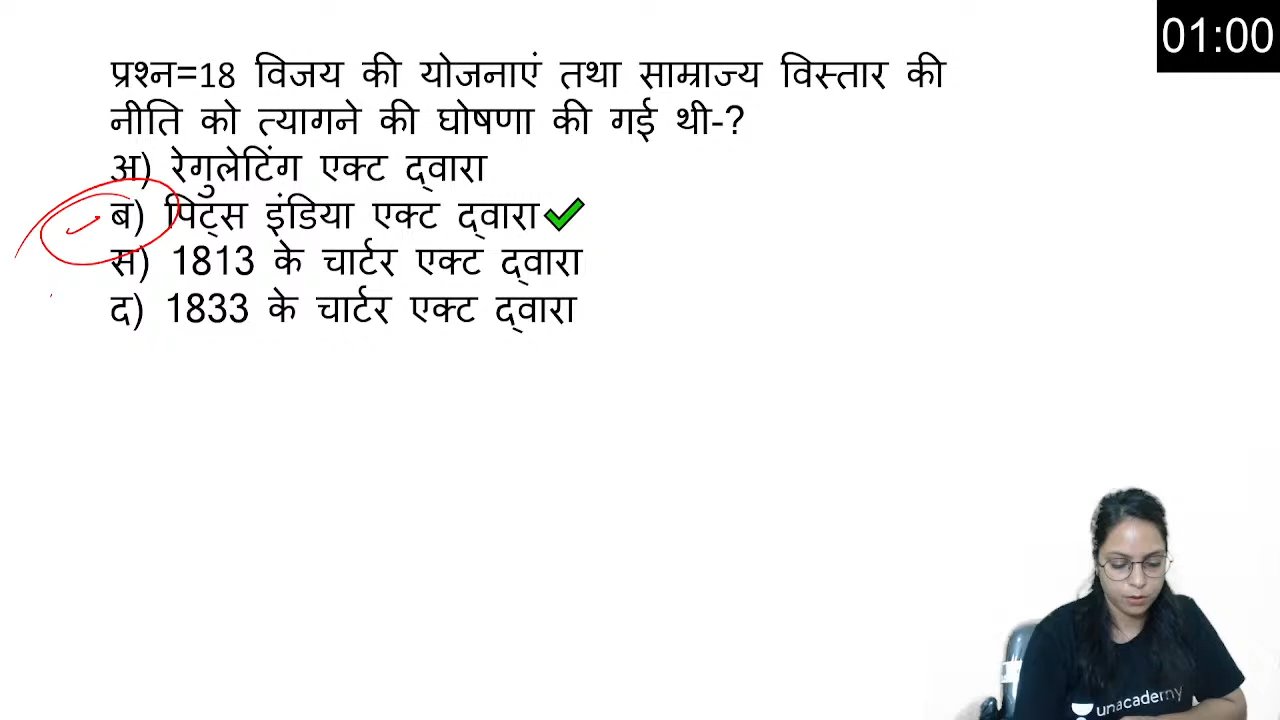 01:00
प्रश्न=18 विजय की योजनाएं तथा साम्राज्य विस्तार की
नीति को त्यागने की घोषणा की गई थी-?
अ) रेगुलेटिंग एक्ट द्वारा
ब) पिट्स इंडिया एक्ट द्वारा
स) 1813 के चार्टर एक्ट द्वारा
द) 1833 के चार्टर एक्ट द्वारा
unacademy